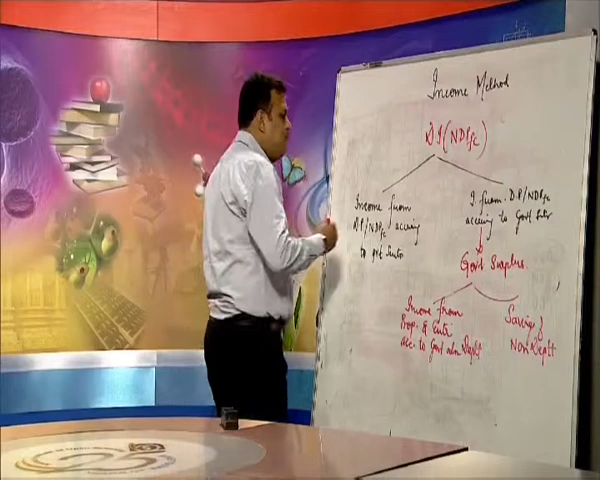 Income Method
D.I (NDPfc)
Income from
D.P/NDPfc accruing
to pvt Sector
I from D.P/NDPfc
accruing to Govt Sector
Govt Surplus
Income from
Prop. & Entr
acc. to Govt adm Deptt
Savings of
Non Deptt